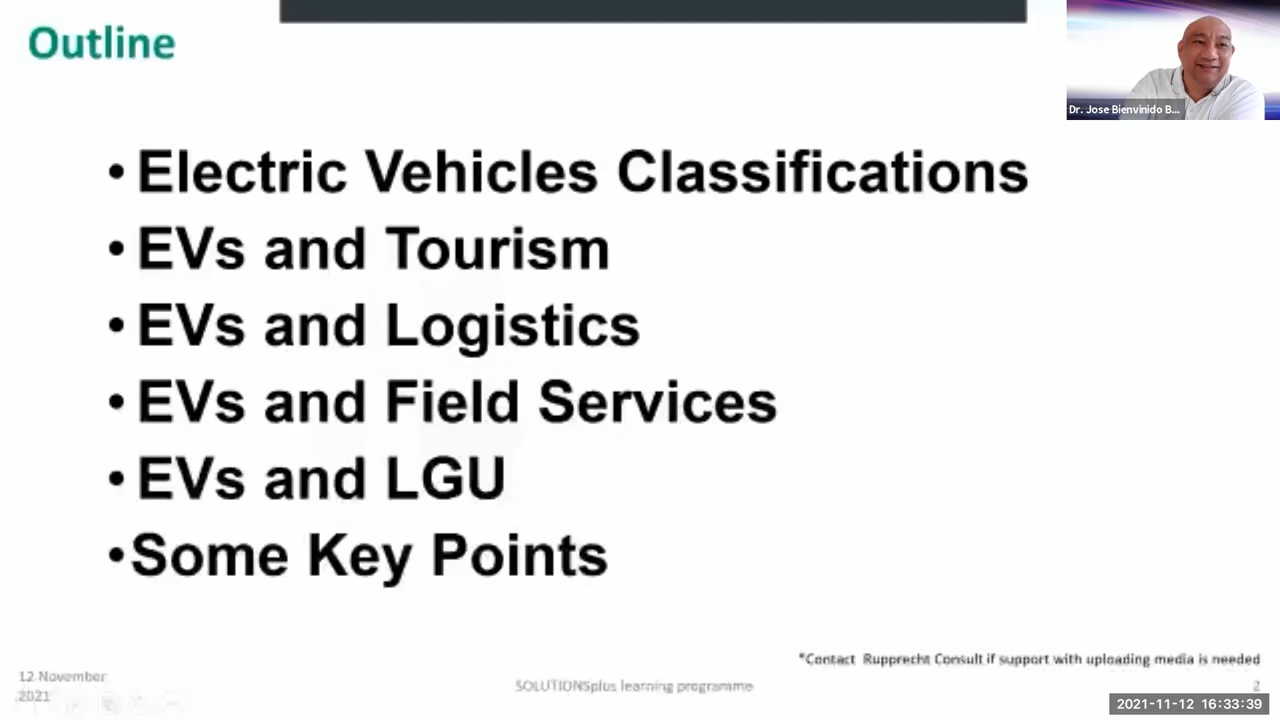 Outline
Dr. Jose Bienvinido B...
• Electric Vehicles Classifications
• EVs and Tourism
• EVs and Logistics
• EVs and Field Services
• EVs and LGU
• Some Key Points
*Contact Rupprecht Consult if support with uploading media is needed
12 November
2021
SOLUTIONSplus learning programme
2
2021-11-12 16:33:39